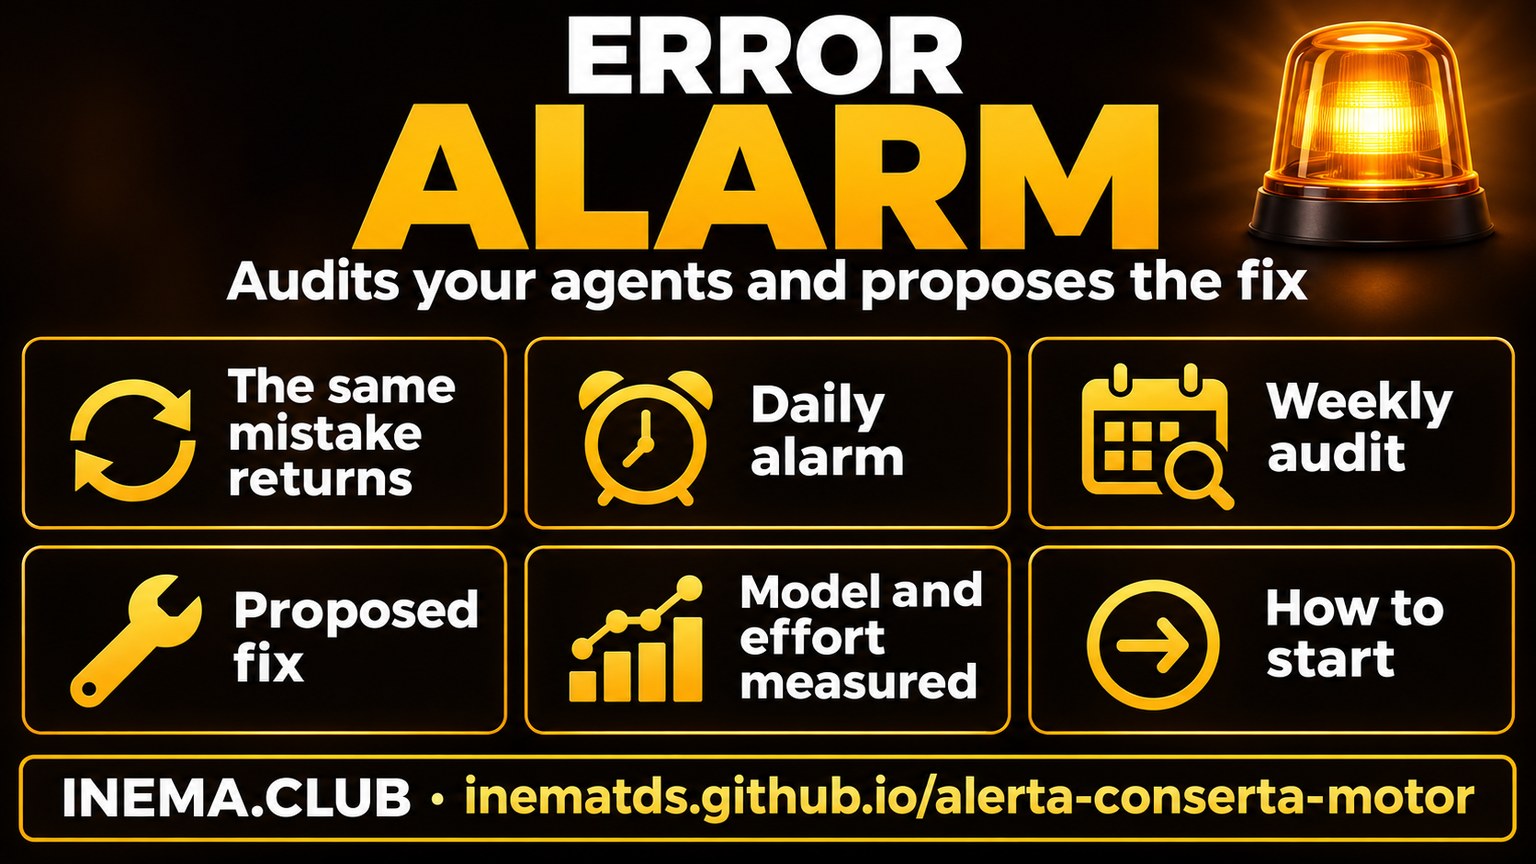 ERROR
ALARM
Audits your agents and proposes the fix
The same
mistake
returns
Daily
alarm
Weekly
audit
Proposed
fix
Model and
effort
measured
How to
start
INEMA.CLUB • inematds.github.io/alerta-conserta-motor